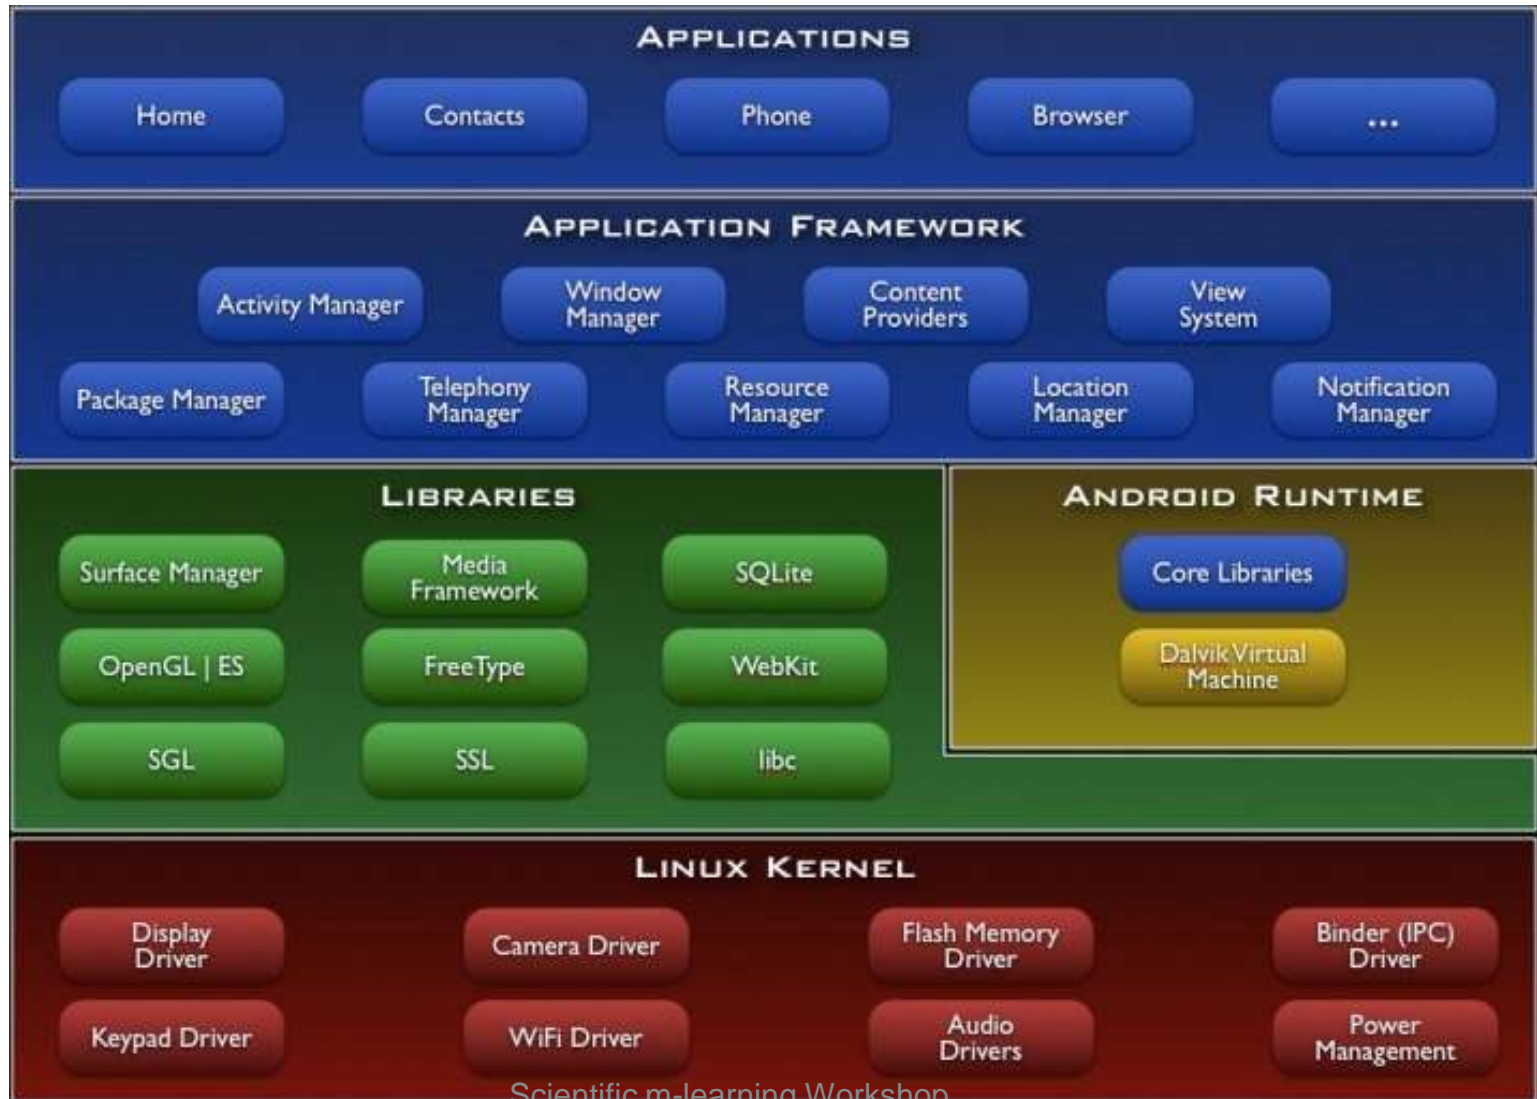 APPLICATIONS
Home
Contacts
Phone
Browser
...
APPLICATION FRAMEWORK
Activity Manager
Window
Manager
Content
Providers
View
System
Package Manager
Telephony
Manager
Resource
Manager
Location
Manager
Notification
Manager
LIBRARIES
Surface Manager
Media
Framework
SQLite
OpenGL | ES
FreeType
WebKit
SGL
SSL
libc
ANDROID RUNTIME
Core Libraries
Dalvik Virtual
Machine
LINUX KERNEL
Display
Driver
Camera Driver
Flash Memory
Driver
Binder (IPC)
Driver
Keypad Driver
WiFi Driver
Audio
Drivers
Power
Management
Scientific m-learning Workshop